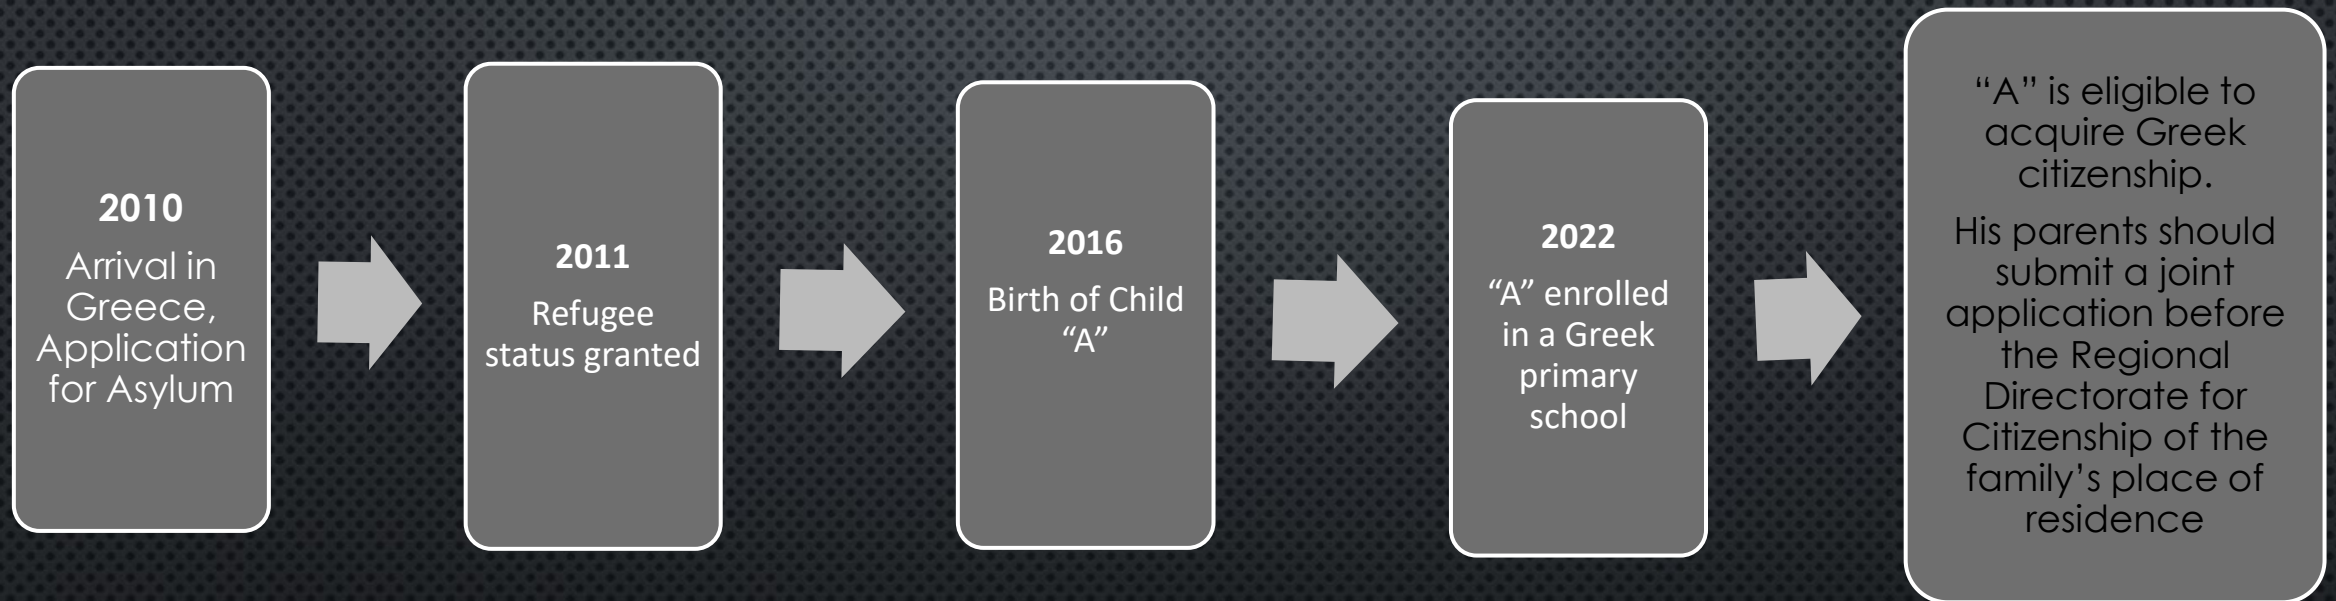 2010
Arrival in
Greece,
Application
for Asylum
2011
Refugee
status granted
2016
Birth of Child
“A”
2022
“A” enrolled
in a Greek
primary
school
“A” is eligible to
acquire Greek
citizenship.
His parents should
submit a joint
application before
the Regional
Directorate for
Citizenship of the
family’s place of
residence